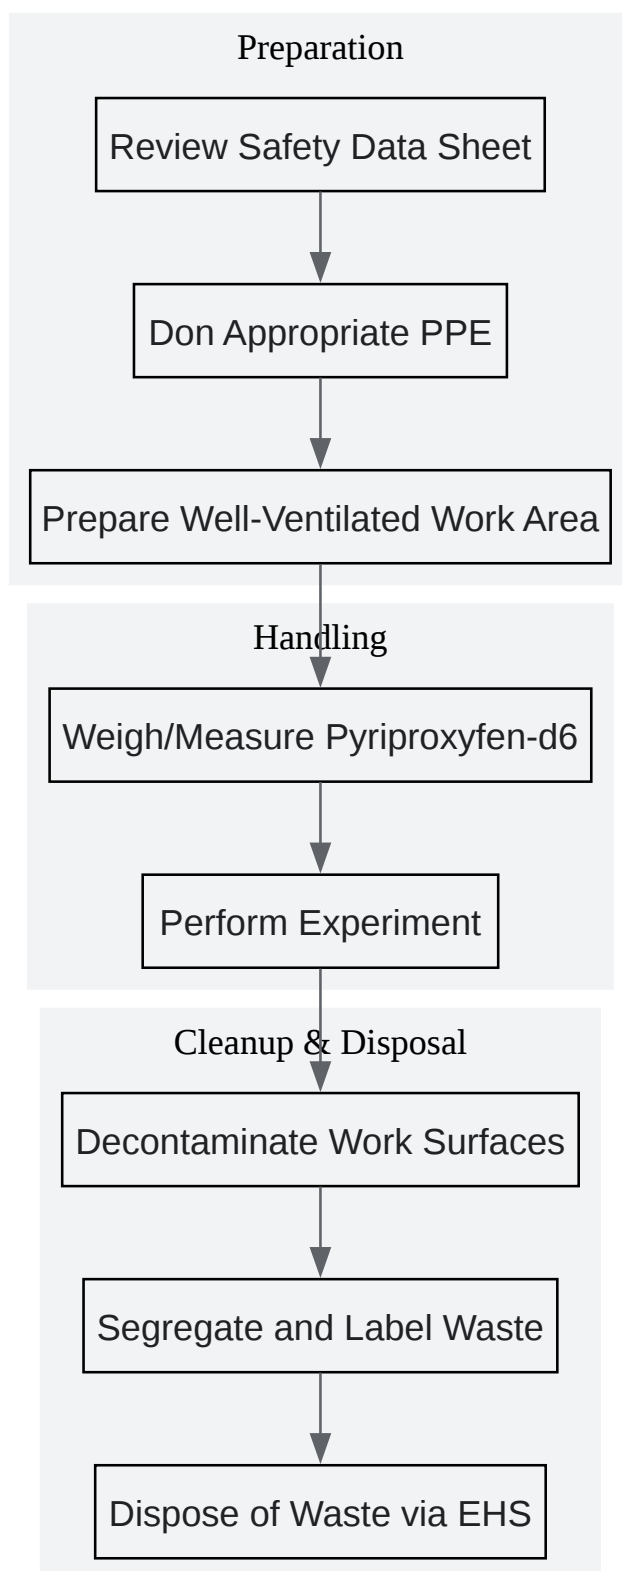 Preparation
Review Safety Data Sheet
Don Appropriate PPE
Prepare Well-Ventilated Work Area
Handling
Weigh/Measure Pyriproxyfen-d6
Perform Experiment
Cleanup & Disposal
Decontaminate Work Surfaces
Segregate and Label Waste
Dispose of Waste via EHS